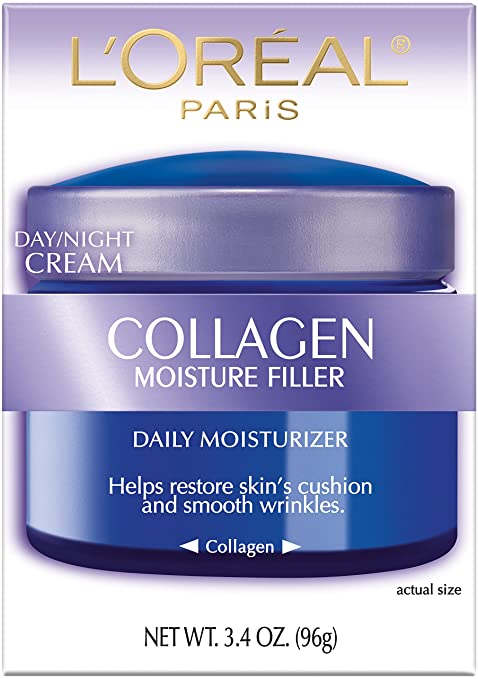 L'ORÉAL®
PARiS
DAY/NIGHT
CREAM
COLLAGEN
MOISTURE FILLER
DAILY MOISTURIZER
Helps restore skin's cushion
and smooth wrinkles.
◄ Collagen ►
actual size
NET WT. 3.4 OZ. (96g)